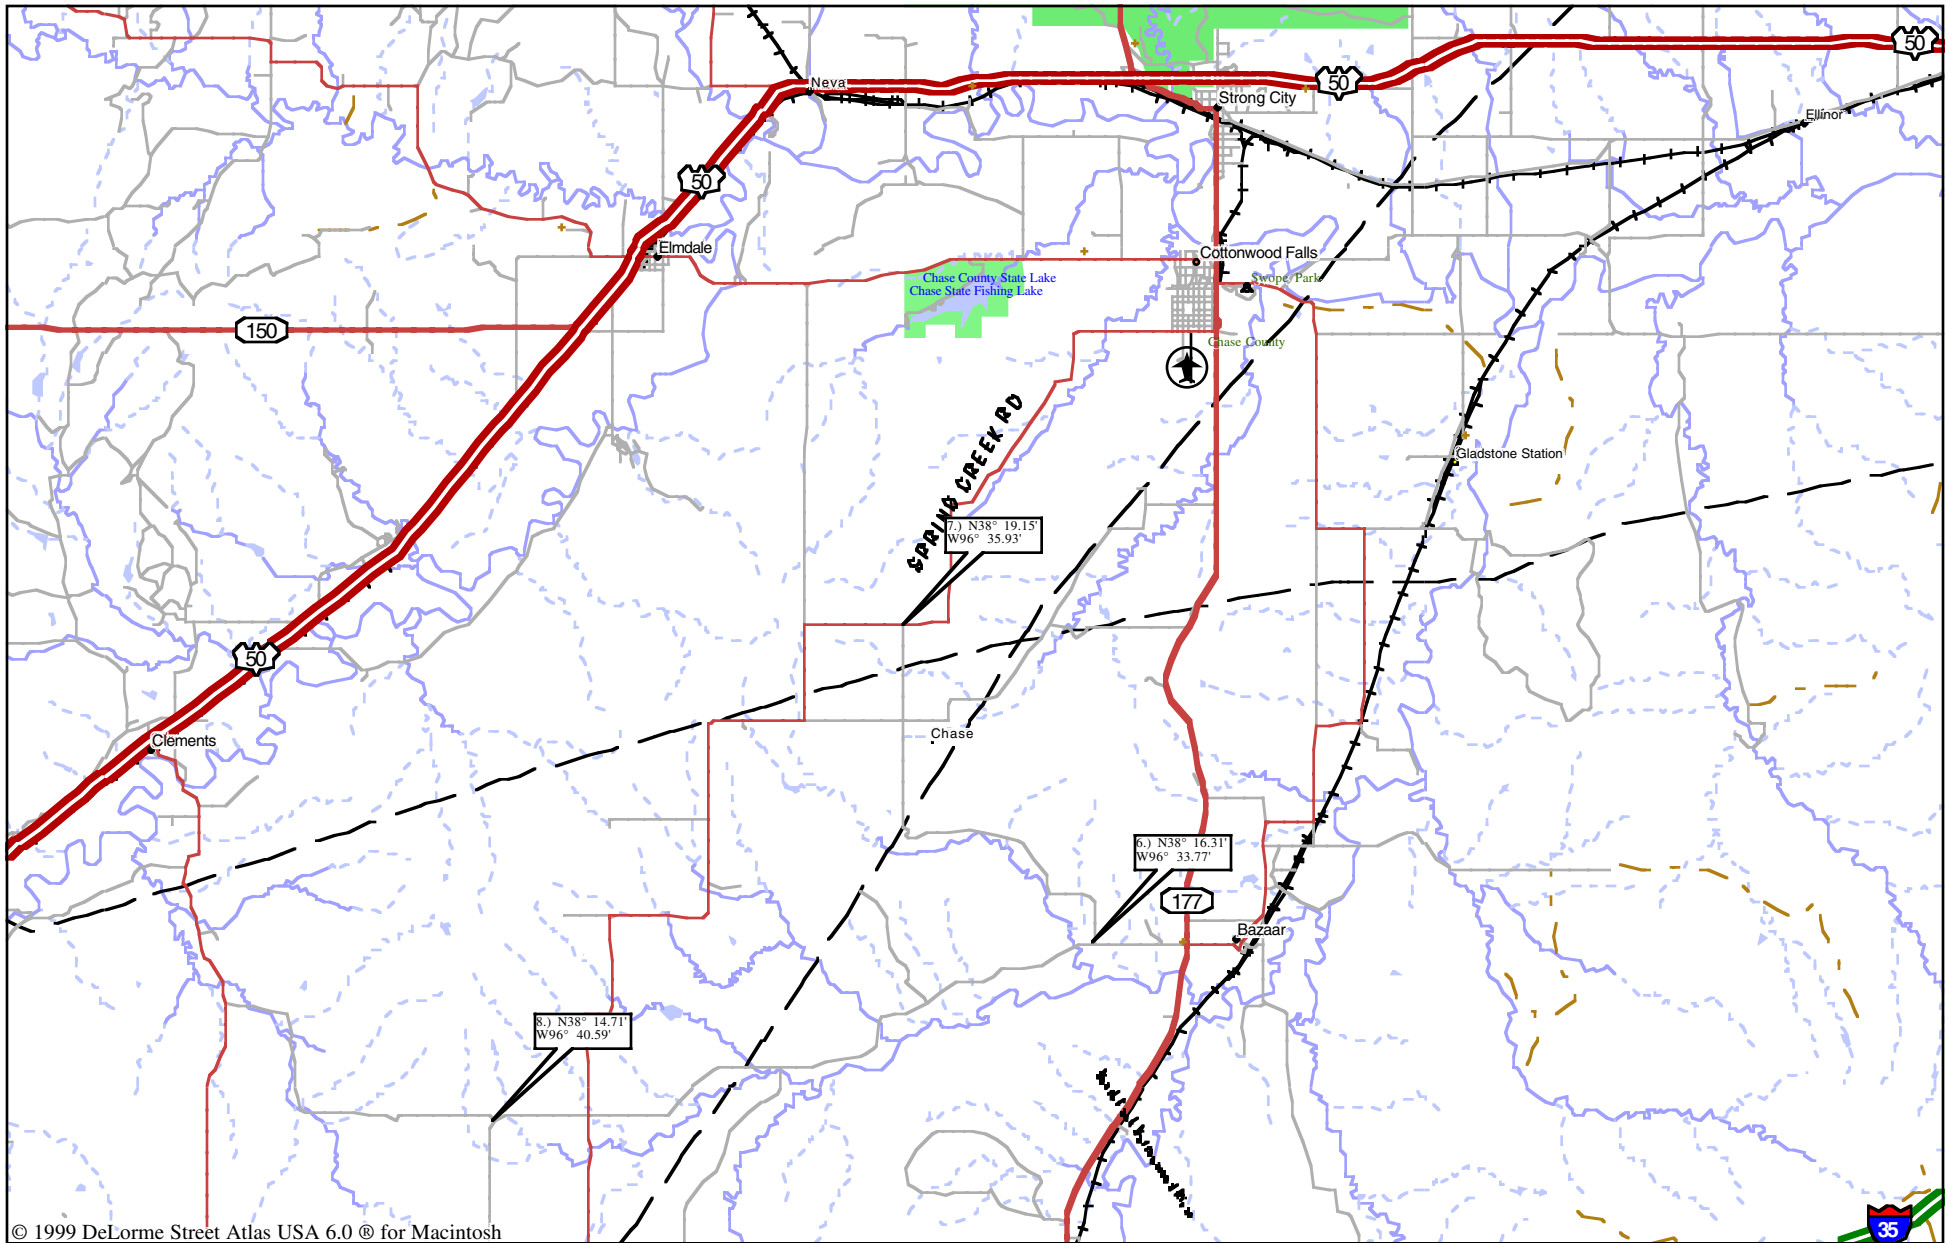 50
Neva
50
Strong City
Ellinor
50
Elmdale
Cottonwood Falls
Chase County State Lake
Swope Park
Chase State Fishing Lake
150
Chase County
SPRING CREEK RD
Gladstone Station
7.) N38° 19.15'
W96° 35.93'
50
Clements
Chase
6.) N38° 16.31'
W96° 33.77'
177
Bazaar
8.) N38° 14.71'
W96° 40.59'
© 1999 DeLorme Street Atlas USA 6.0 ® for Macintosh
35